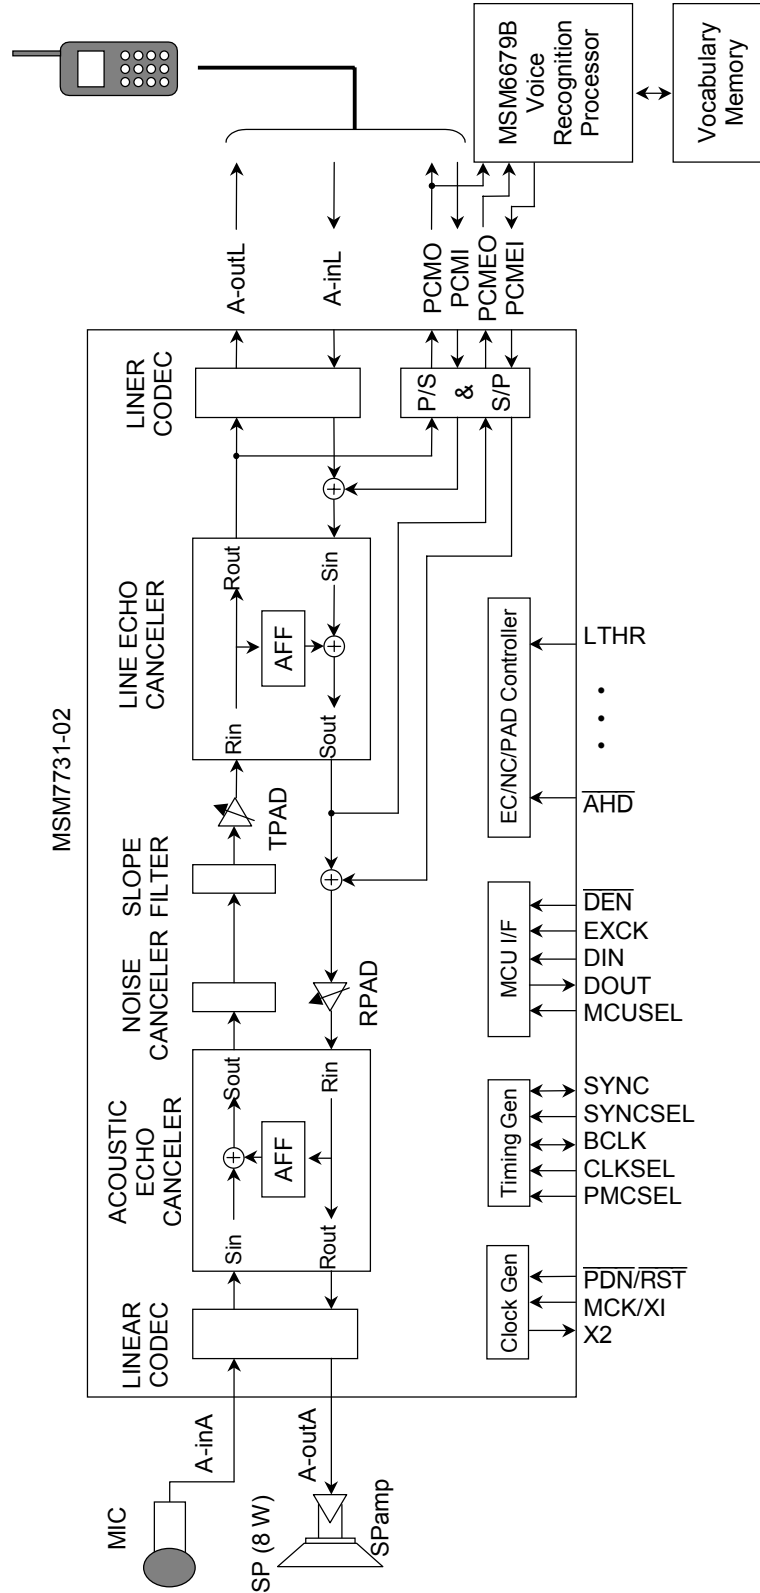 MSM7731-02
MIC
SP (8 W)
SPamp
A-inA
A-outA
LINEAR
CODEC
ACOUSTIC
ECHO
CANCELER
Sin
Sout
AFF
Rout
Rin
NOISE
CANCELER
SLOPE
FILTER
TPAD
RPAD
LINE ECHO
CANCELER
Rin
Rout
AFF
Sout
Sin
LINER
CODEC
P/S
&
S/P
A-outL
A-inL
PCMO
PCMI
PCMEO
PCMEI
MSM6679B
Voice
Recognition
Processor
Vocabulary
Memory
Clock Gen
PDN/RST
MCK/XI
X2
Timing Gen
SYNC
SYNCSEL
BCLK
CLKSEL
PMCSEL
MCU I/F
DEN
EXCK
DIN
DOUT
MCUSEL
EC/NC/PAD Controller
LTHR
• • •
AHD